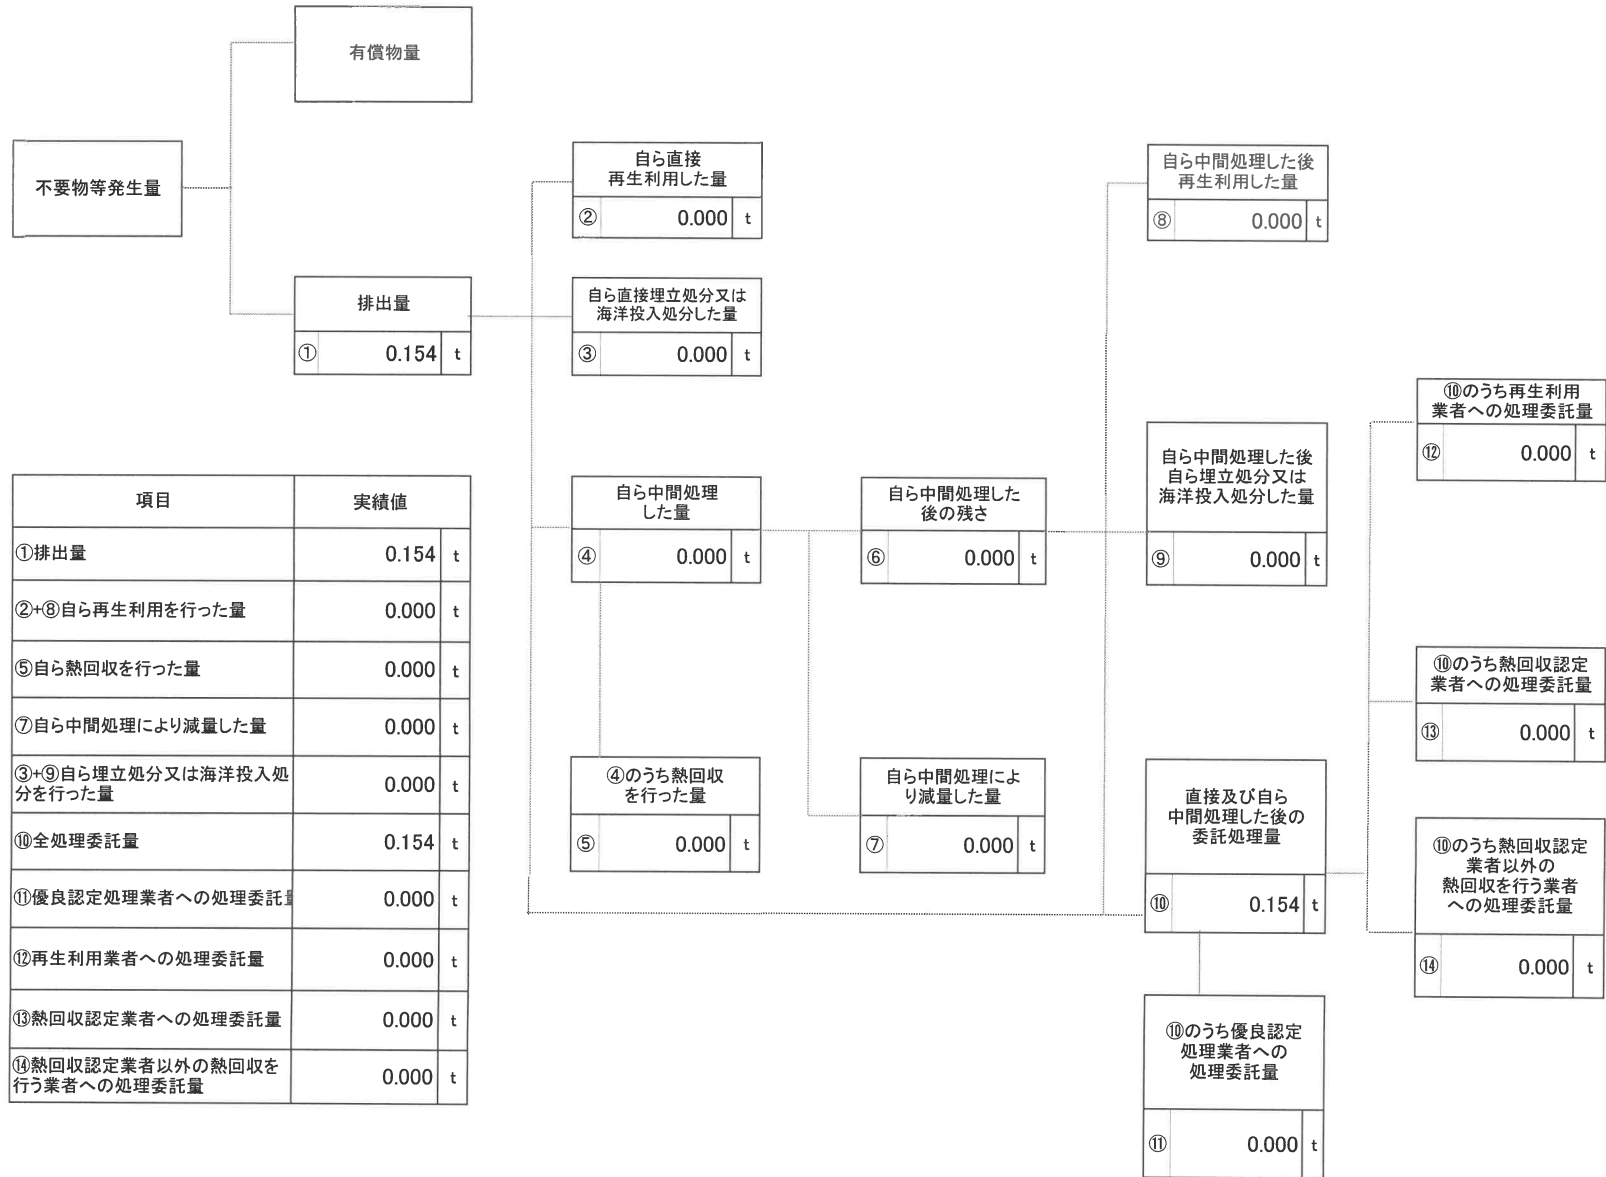 有償物量
不要物等発生量
排出量
① 0.154 t
自ら直接
再生利用した量
② 0.000 t
自ら直接埋立処分又は
海洋投入処分した量
③ 0.000 t
自ら中間処理
した量
④ 0.000 t
④のうち熱回収
を行った量
⑤ 0.000 t
自ら中間処理した
後の残さ
⑥ 0.000 t
自ら中間処理によ
り減量した量
⑦ 0.000 t
自ら中間処理した後
再生利用した量
⑧ 0.000 t
自ら中間処理した後
自ら埋立処分又は
海洋投入処分した量
⑨ 0.000 t
直接及び自ら
中間処理した後の
委託処理量
⑩ 0.154 t
⑩のうち優良認定
処理業者への
処理委託量
⑪ 0.000 t
⑩のうち再生利用
業者への処理委託量
⑫ 0.000 t
⑩のうち熱回収認定
業者への処理委託量
⑬ 0.000 t
⑩のうち熱回収認定
業者以外の
熱回収を行う業者
への処理委託量
⑭ 0.000 t
項目 実績値
①排出量 0.154 t
②+⑧自ら再生利用を行った量 0.000 t
⑤自ら熱回収を行った量 0.000 t
⑦自ら中間処理により減量した量 0.000 t
③+⑨自ら埋立処分又は海洋投入処
分を行った量 0.000 t
⑩全処理委託量 0.154 t
⑪優良認定処理業者への処理委託 0.000 t
⑫再生利用業者への処理委託量 0.000 t
⑬熱回収認定業者への処理委託量 0.000 t
⑭熱回収認定業者以外の熱回収を
行う業者への処理委託量 0.000 t